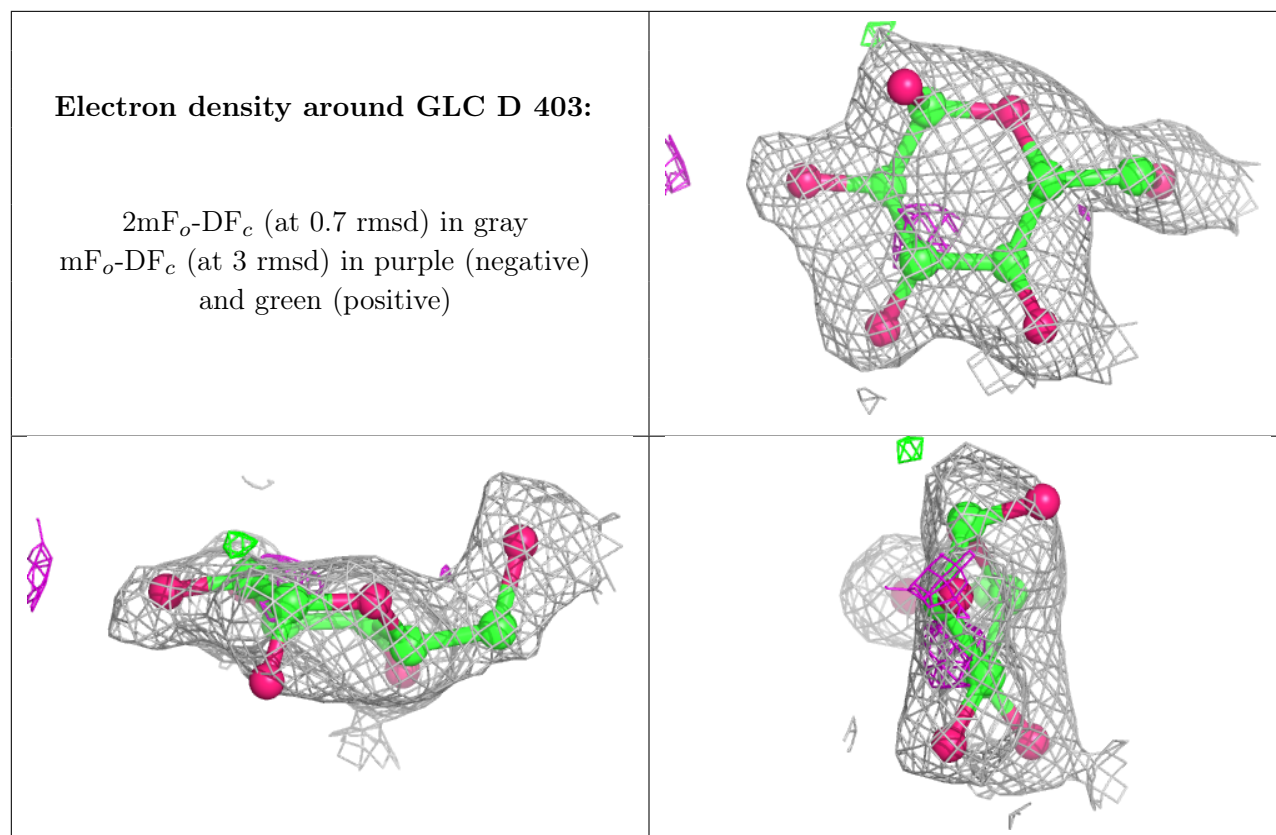 Electron density around GLC D 403:
2mFo-DFc (at 0.7 rmsd) in gray
mFo-DFc (at 3 rmsd) in purple (negative)
and green (positive)